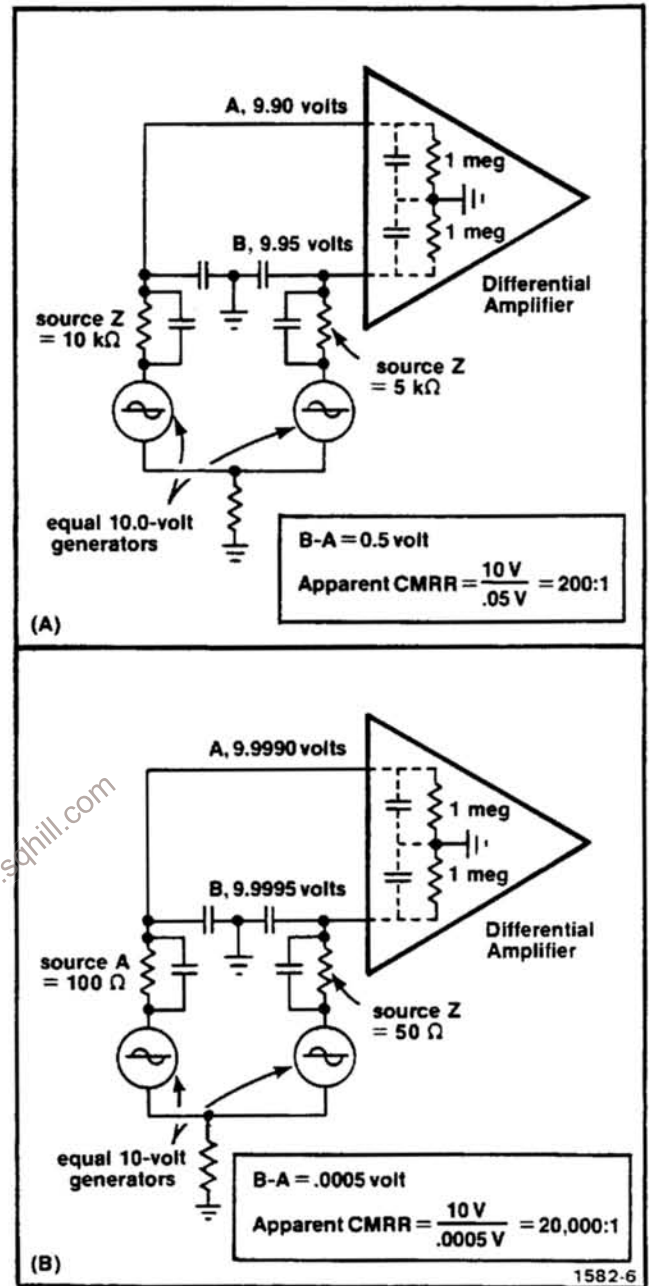 A, 9.90 volts
1 meg
B, 9.95 volts
1 meg
Differential
Amplifier
source Z
= 10 kΩ
source Z
= 5 kΩ
equal 10.0-volt
generators
B-A = 0.5 volt
Apparent CMRR = 10 V / .05 V = 200:1
(A)
A, 9.9990 volts
1 meg
B, 9.9995 volts
1 meg
Differential
Amplifier
source A
= 100 Ω
source Z
= 50 Ω
equal 10-volt
generators
B-A = .0005 volt
Apparent CMRR = 10 V / .0005 V = 20,000:1
(B)
1582-6
.sqhill.com